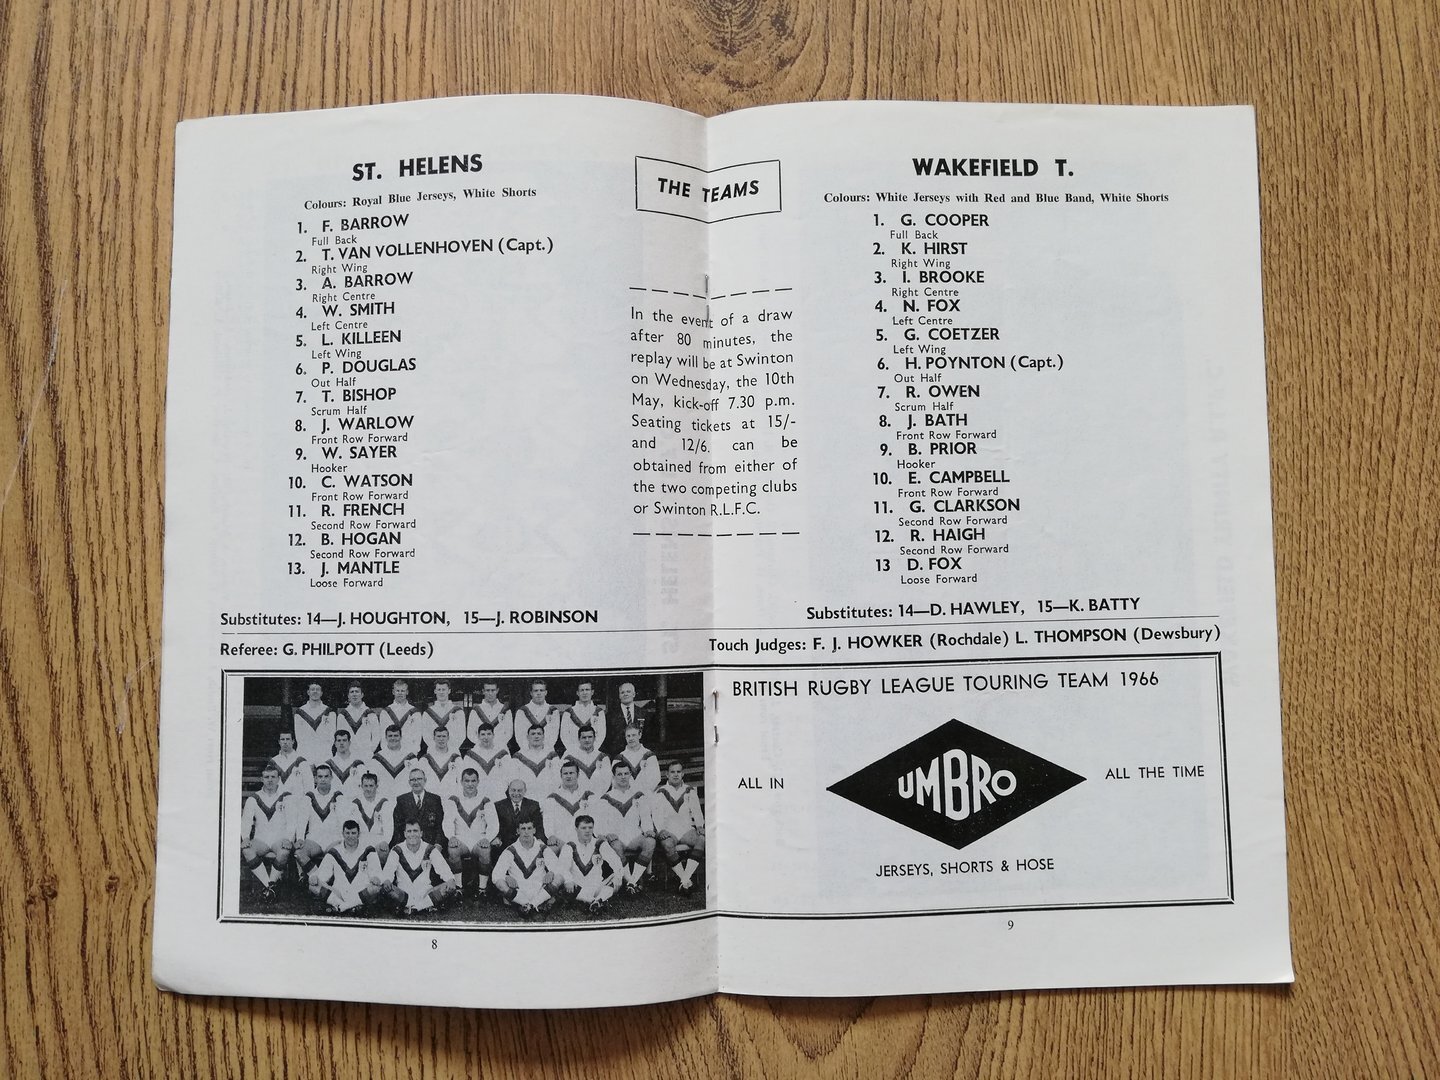 ST. HELENS
Colours: Royal Blue Jerseys, White Shorts
1. F. BARROW
Full Back
2. T. VAN VOLLENHOVEN (Capt.)
Right Wing
3. A. BARROW
Right Centre
4. W. SMITH
Left Centre
5. L. KILLEEN
Left Wing
6. P. DOUGLAS
Out Half
7. T. BISHOP
Scrum Half
8. J. WARLOW
Front Row Forward
9. W. SAYER
Hooker
10. C. WATSON
Front Row Forward
11. R. FRENCH
Second Row Forward
12. B. HOGAN
Second Row Forward
13. J. MANTLE
Loose Forward
Substitutes: 14—J. HOUGHTON, 15—J. ROBINSON
Referee: G. PHILPOTT (Leeds)
THE TEAMS
In the event of a draw
after 80 minutes, the
replay will be at Swinton
on Wednesday, the 10th
May, kick-off 7.30 p.m.
Seating tickets at 15/-
and 12/6. can be
obtained from either of
the two competing clubs
or Swinton R.L.F.C.
WAKEFIELD T.
Colours: White Jerseys with Red and Blue Band, White Shorts
1. G. COOPER
Full Back
2. K. HIRST
Right Wing
3. I. BROOKE
Right Centre
4. N. FOX
Left Centre
5. G. COETZER
Left Wing
6. H. POYNTON (Capt.)
Out Half
7. R. OWEN
Scrum Half
8. J. BATH
Front Row Forward
9. B. PRIOR
Hooker
10. E. CAMPBELL
Front Row Forward
11. G. CLARKSON
Second Row Forward
12. R. HAIGH
Second Row Forward
13 D. FOX
Loose Forward
Substitutes: 14—D. HAWLEY, 15—K. BATTY
Touch Judges: F. J. HOWKER (Rochdale) L. THOMPSON (Dewsbury)
BRITISH RUGBY LEAGUE TOURING TEAM 1966
ALL IN
UMBRO
ALL THE TIME
JERSEYS, SHORTS & HOSE
8
9